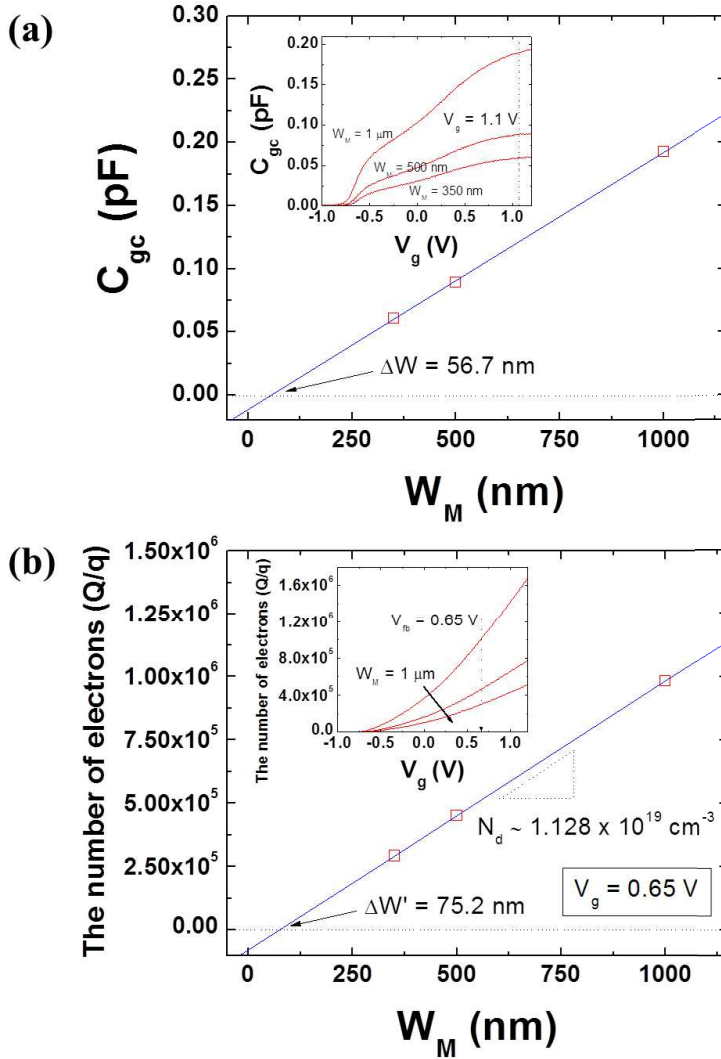 (a)
0.30
0.25
0.20
0.15
0.10
0.05
0.00
C_gc (pF)
0.20
0.15
0.10
0.05
0.00
C_gc (pF)
W_M = 1 μm
V_g = 1.1 V
W_M = 500 nm
W_M = 350 nm
-1.0 -0.5 0.0 0.5 1.0
V_g (V)
ΔW = 56.7 nm
0 250 500 750 1000
W_M (nm)
(b)
1.50x10^6
1.25x10^6
1.00x10^6
7.50x10^5
5.00x10^5
2.50x10^5
0.00
The number of electrons (Q/q)
1.6x10^6
1.2x10^6
8.0x10^5
4.0x10^5
0.0
The number of electrons (Q/q)
V_fb = 0.65 V
W_M = 1 μm
-1.0 -0.5 0.0 0.5 1.0
V_g (V)
N_d ~ 1.128 x 10^19 cm^-3
V_g = 0.65 V
ΔW' = 75.2 nm
0 250 500 750 1000
W_M (nm)